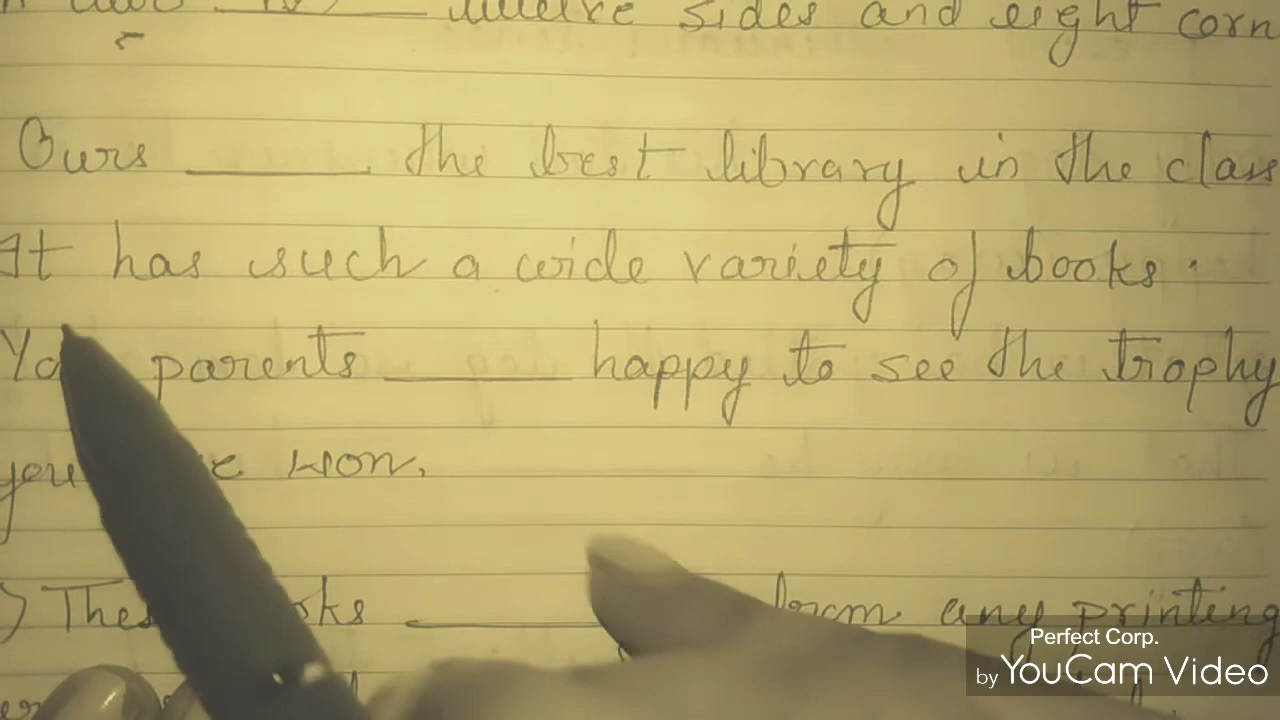 twelve sides and eight corn
Ours ______ the best library in the class
It has such a wide variety of books.
parents ______ happy to see the trophy
won.
______ from any printing
Perfect Corp.
by YouCam Video